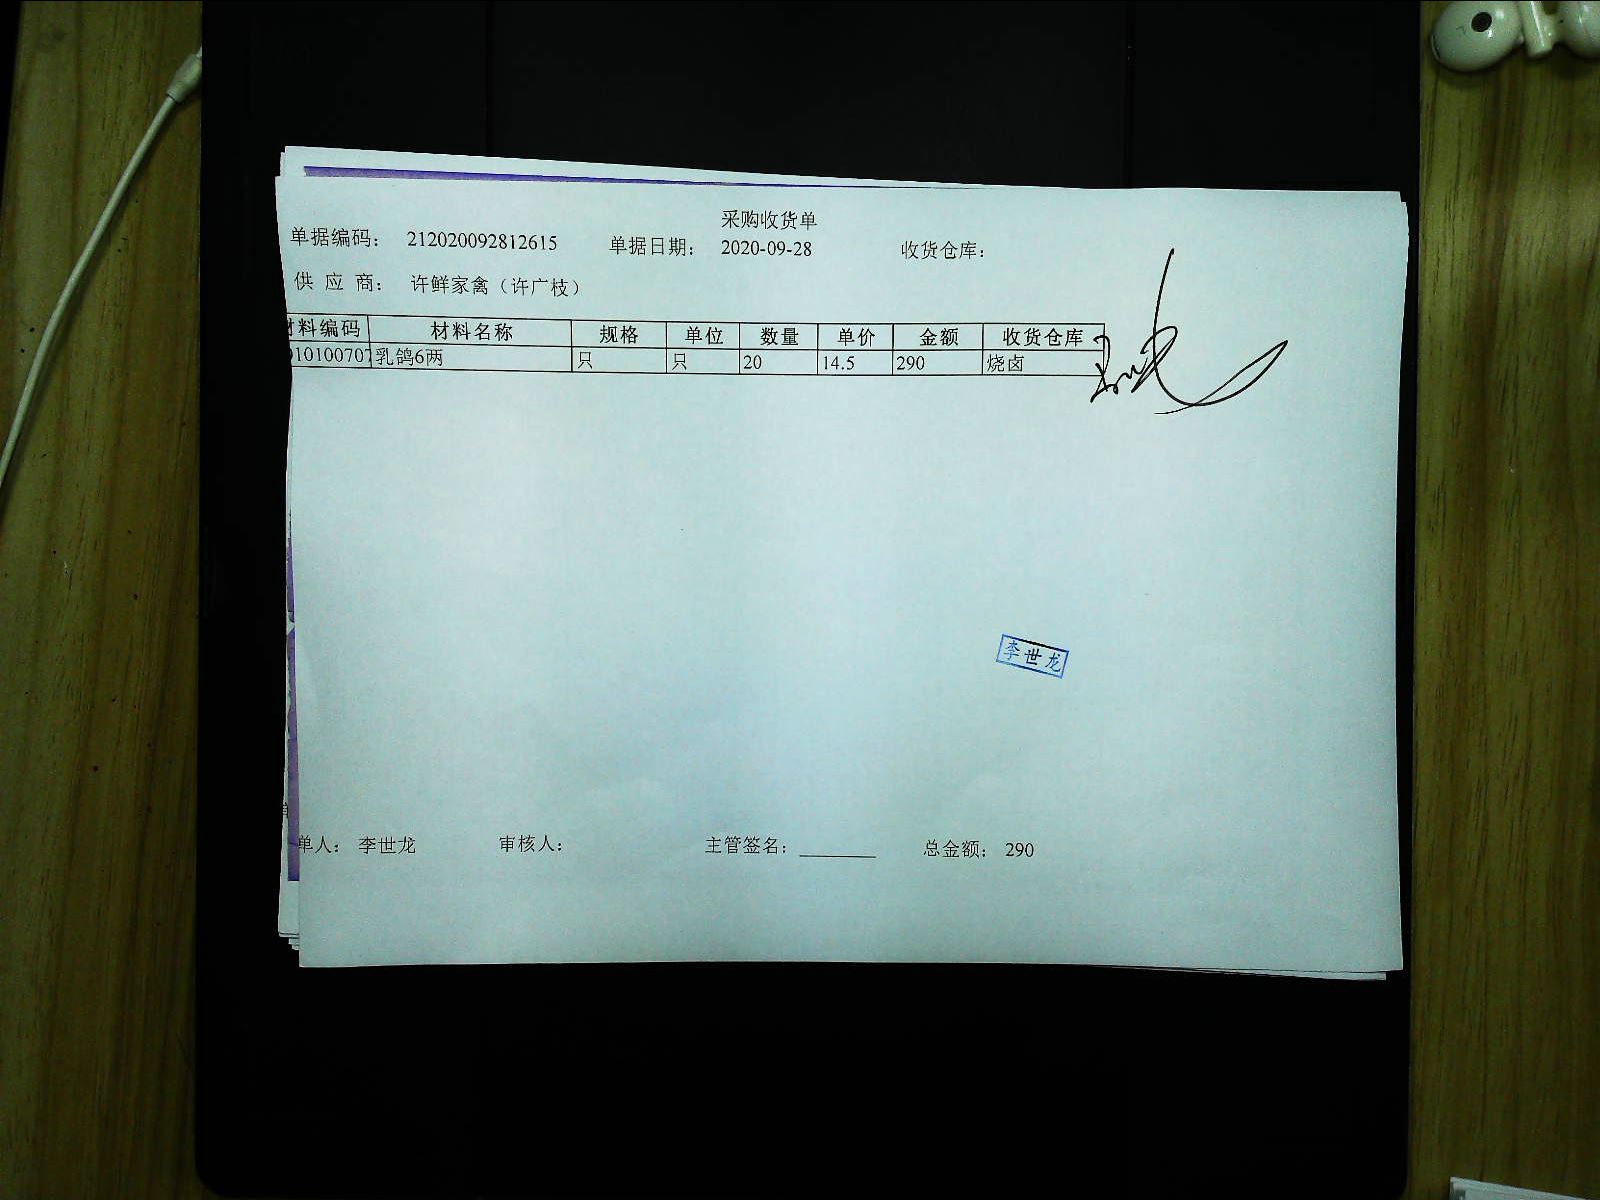 采购收货单
单据编码： 212020092812615 单据日期： 2020-09-28 收货仓库：
供 应 商： 许鲜家禽（许广枝）
材料编码 材料名称 规格 单位 数量 单价 金额 收货仓库
010100707 乳鸽6两 只 只 20 14.5 290 烧卤
李世龙
单人： 李世龙 审核人： 主管签名： 总金额： 290